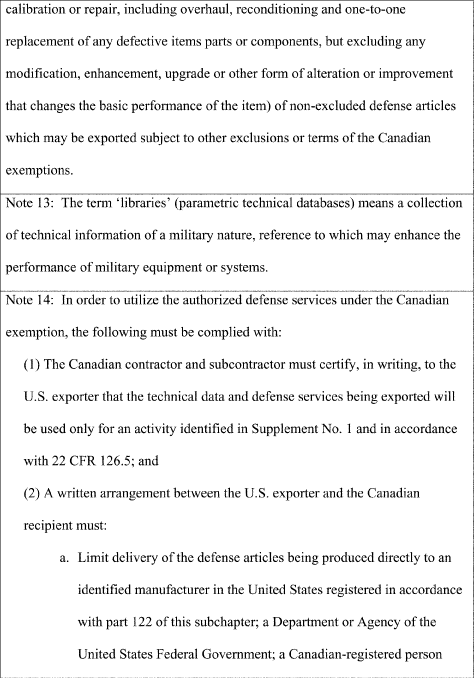 calibration or repair, including overhaul, reconditioning and one-to-one
replacement of any defective items parts or components, but excluding any
modification, enhancement, upgrade or other form of alteration or improvement
that changes the basic performance of the item) of non-excluded defense articles
which may be exported subject to other exclusions or terms of the Canadian
exemptions.
Note 13:  The term ‘libraries’ (parametric technical databases) means a collection
of technical information of a military nature, reference to which may enhance the
performance of military equipment or systems.
Note 14:  In order to utilize the authorized defense services under the Canadian
exemption, the following must be complied with:
(1) The Canadian contractor and subcontractor must certify, in writing, to the
U.S. exporter that the technical data and defense services being exported will
be used only for an activity identified in Supplement No. 1 and in accordance
with 22 CFR 126.5; and
(2) A written arrangement between the U.S. exporter and the Canadian
recipient must:
a.  Limit delivery of the defense articles being produced directly to an
identified manufacturer in the United States registered in accordance
with part 122 of this subchapter; a Department or Agency of the
United States Federal Government; a Canadian-registered person